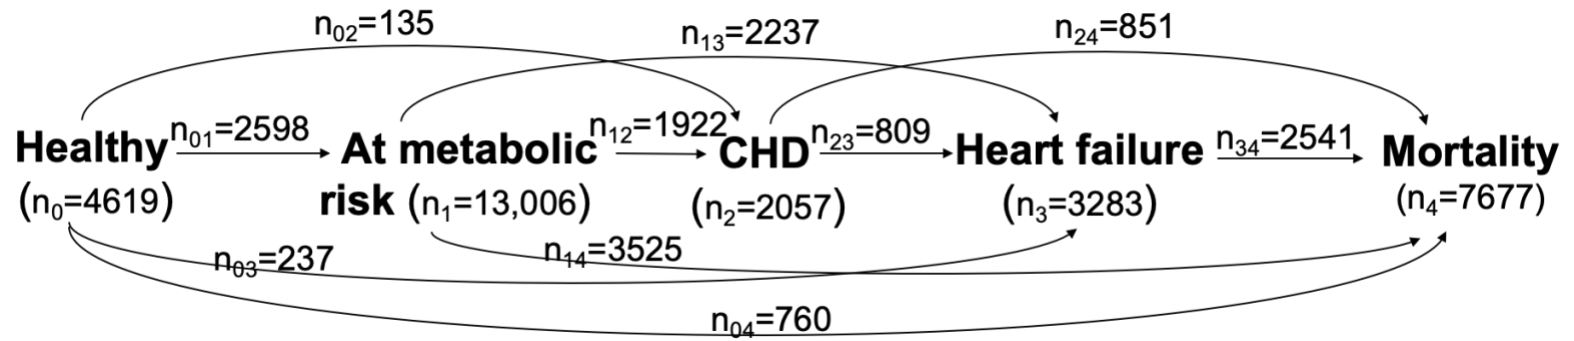 n02=135
n13=2237
n24=851
Healthy
n01=2598
At metabolic
risk (n1=13,006)
n12=1922
CHD
n23=809
Heart failure
n34=2541
Mortality
(n0=4619)
(n2=2057)
(n3=3283)
(n4=7677)
n03=237
n14=3525
n04=760